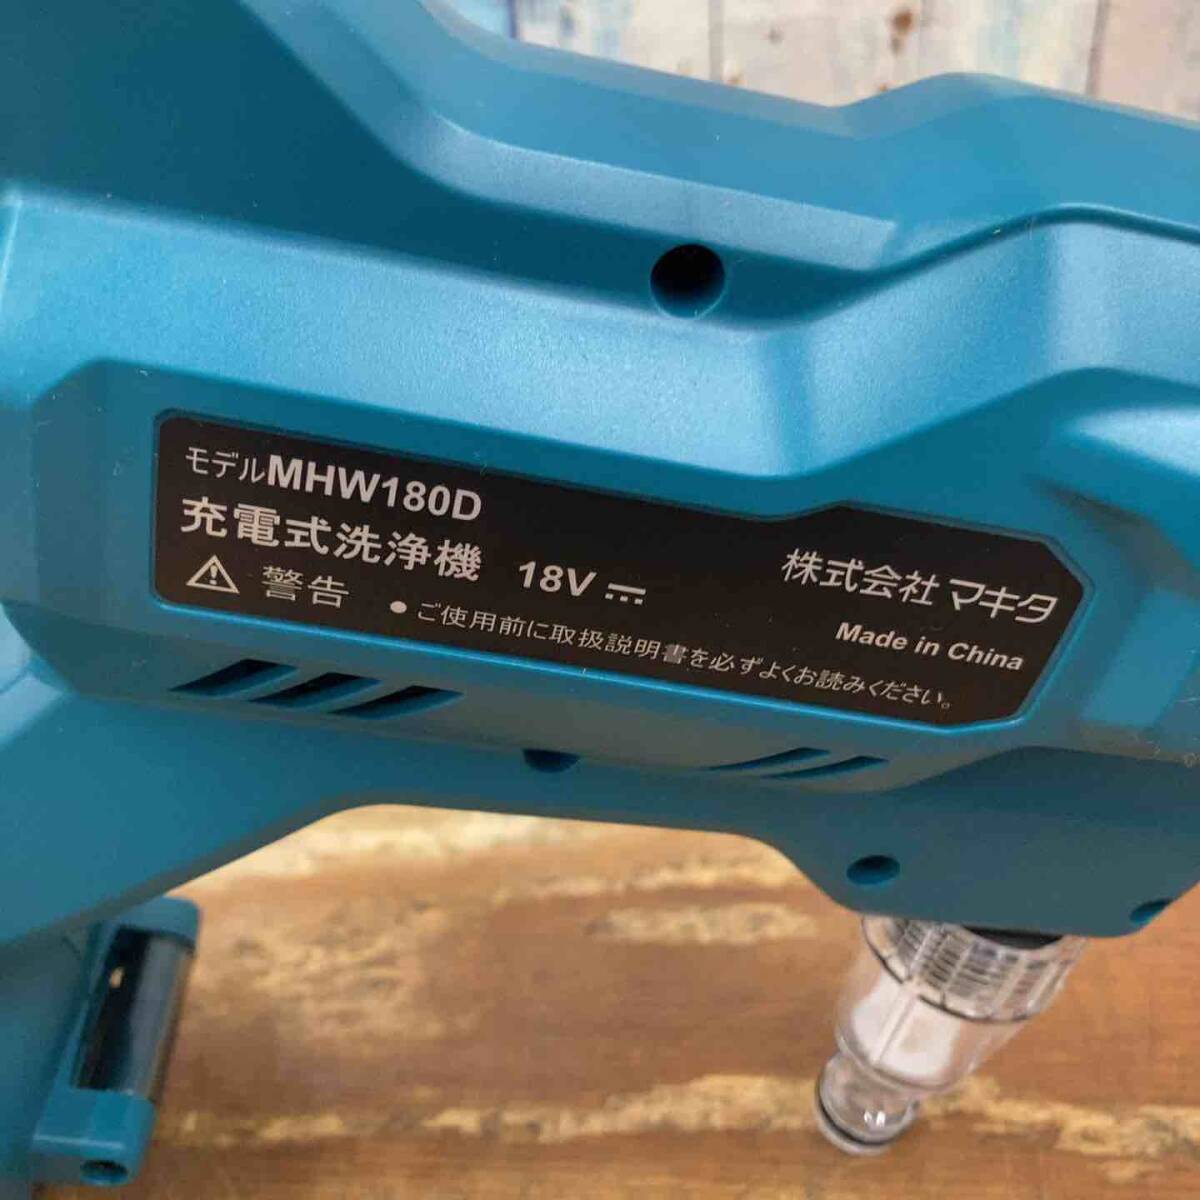 モデルMHW180D
充電式洗浄機 18V
株式会社マキタ
警告 ●ご使用前に取扱説明書を必ずよくお読みください。
Made in China